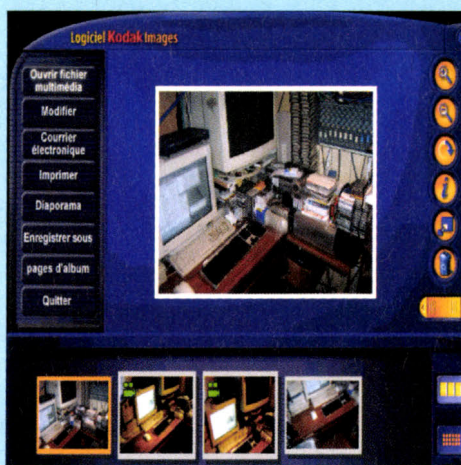 Logiciel Kodak Images
Ouvrir fichier
multimédia
Modifier
Courrier
électronique
Imprimer
Diaporama
Enregistrer sous
pages d'album
Quitter